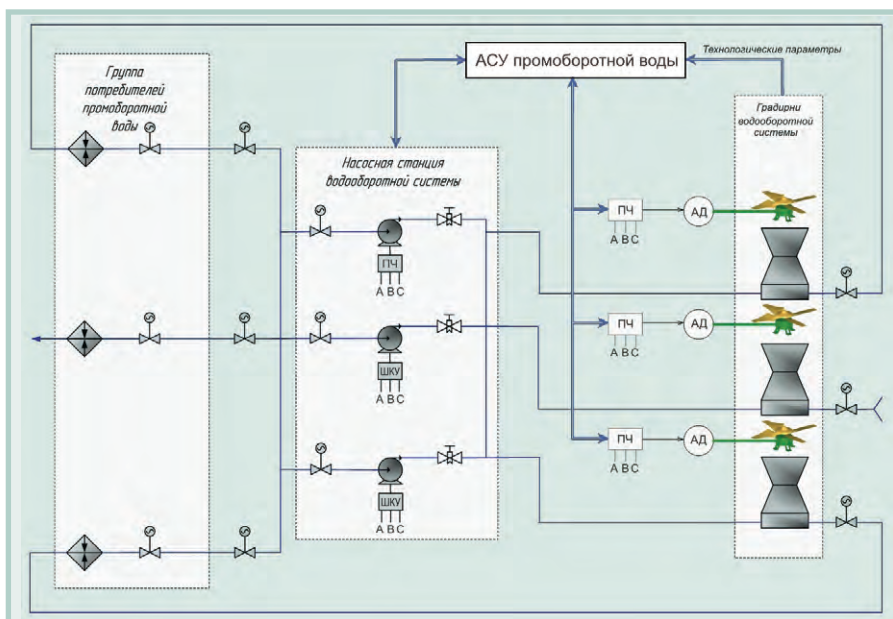 АСУ промоборотной воды
Технологические параметры
Группа
потребителей
промоборотной
воды
Градирни
водооборотной
системы
Насосная станция
водооборотной системы
ПЧ
А В С
АД
ПЧ
А В С
ПЧ
А В С
АД
ШКУ
А В С
ПЧ
А В С
АД
ШКУ
А В С